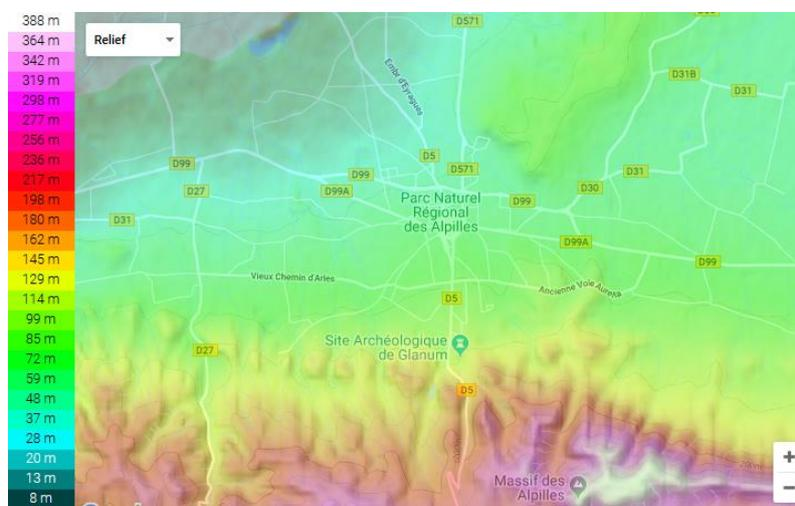 388 m
364 m
342 m
319 m
298 m
277 m
256 m
236 m
217 m
198 m
180 m
162 m
145 m
129 m
114 m
99 m
85 m
72 m
59 m
48 m
37 m
28 m
20 m
13 m
8 m
Relief
D571
Embr d'Eyragues
D31B
D31
D5
D571
D99
D99
D27
D99A
D31
D30
D99
Parc Naturel
Régional
des Alpilles
D31
D99A
D99
Vieux Chemin d'Arles
Ancienne Voie Aurelia
D5
Site Archéologique
de Glanum
D27
D5
Massif des
Alpilles
+
−